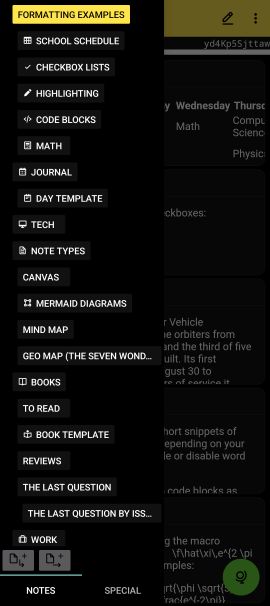 FORMATTING EXAMPLES
SCHOOL SCHEDULE
CHECKBOX LISTS
HIGHLIGHTING
CODE BLOCKS
MATH
JOURNAL
DAY TEMPLATE
TECH
NOTE TYPES
CANVAS
MERMAID DIAGRAMS
MIND MAP
GEO MAP (THE SEVEN WOND...
BOOKS
TO READ
BOOK TEMPLATE
REVIEWS
THE LAST QUESTION
THE LAST QUESTION BY ISS...
WORK
NOTES SPECIAL
yd4Kp55jttaw
y Wednesday Thursd
Math Compu
Science
Physic
ckboxes:
r Vehicle
e orbiters from
and the third of five
uilt. Its first
gust 30 to
rs of service it
hort snippets of
epending on your
le or disable word
code blocks as
ng the macro
\f\hat\xi\,e^{2 \pi
mples:
qrt{\phi \sqrt{5
frac{e^{-2\pi}}